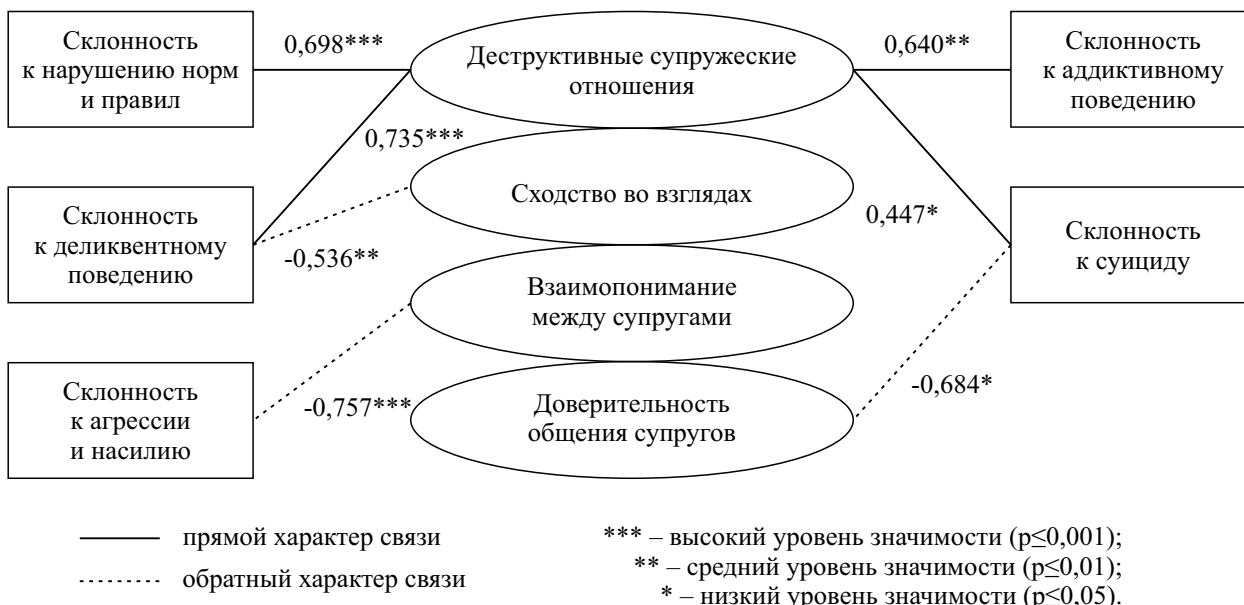 Склонность
к нарушению норм
и правил
0,698***
Деструктивные супружеские
отношения
0,640**
Склонность
к аддиктивному
поведению
0,735***
Склонность
к деликвентному
поведению
-0,536**
Сходство во взглядах
0,447*
Склонность
к суициду
Взаимопонимание
между супругами
Склонность
к агрессии
и насилию
-0,757***
Доверительность
общения супругов
-0,684*
прямой характер связи
обратный характер связи
*** – высокий уровень значимости (p≤0,001);
** – средний уровень значимости (p≤0,01);
* – низкий уровень значимости (p≤0,05).